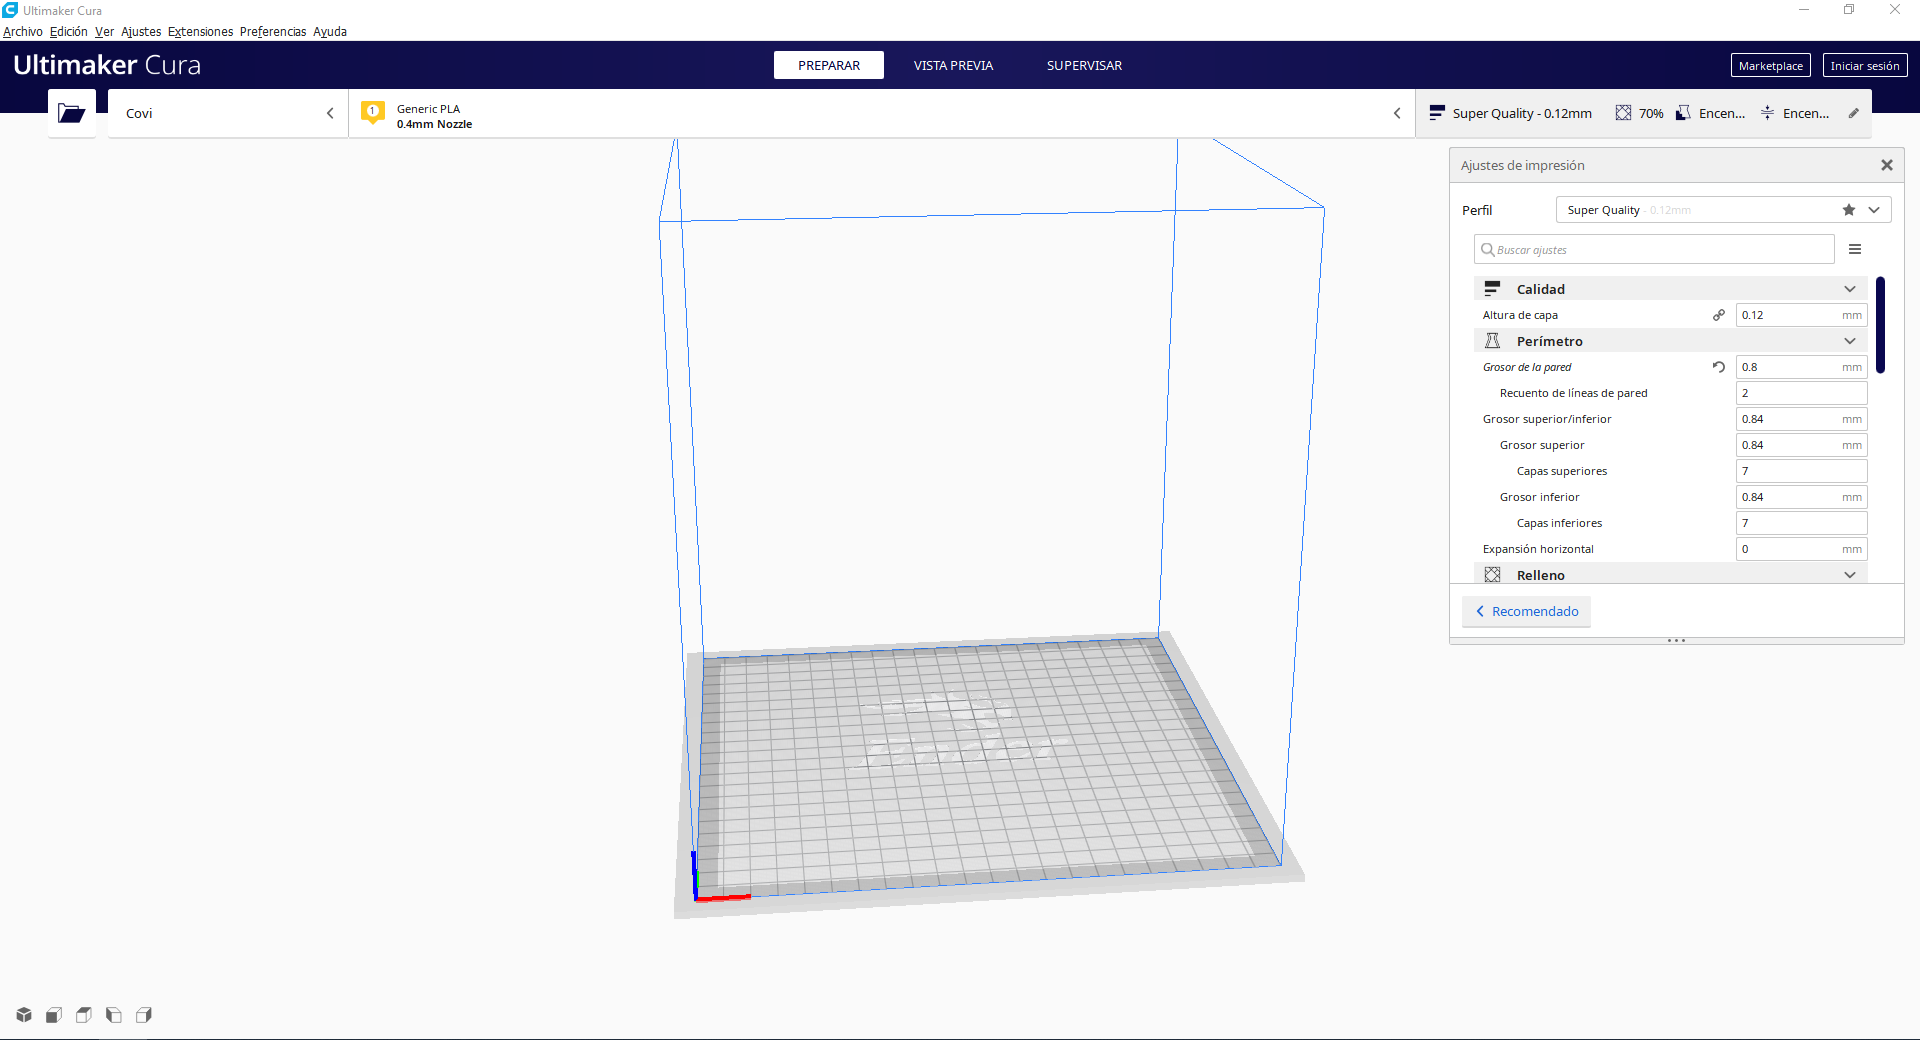 Ultimaker Cura
Archivo Edición Ver Ajustes Extensiones Preferencias Ayuda
Ultimaker Cura
PREPARAR
VISTA PREVIA
SUPERVISAR
Marketplace
Iniciar sesión
Covi
1
Generic PLA
0.4mm Nozzle
Super Quality - 0.12mm
70%
Encen...
Encen...
Ajustes de impresión
Perfil
Super Quality - 0.12mm
Buscar ajustes
Calidad
Altura de capa 0.12 mm
Perímetro
Grosor de la pared 0.8 mm
Recuento de líneas de pared 2
Grosor superior/inferior 0.84 mm
Grosor superior 0.84 mm
Capas superiores 7
Grosor inferior 0.84 mm
Capas inferiores 7
Expansión horizontal 0 mm
Relleno
Recomendado
Ender